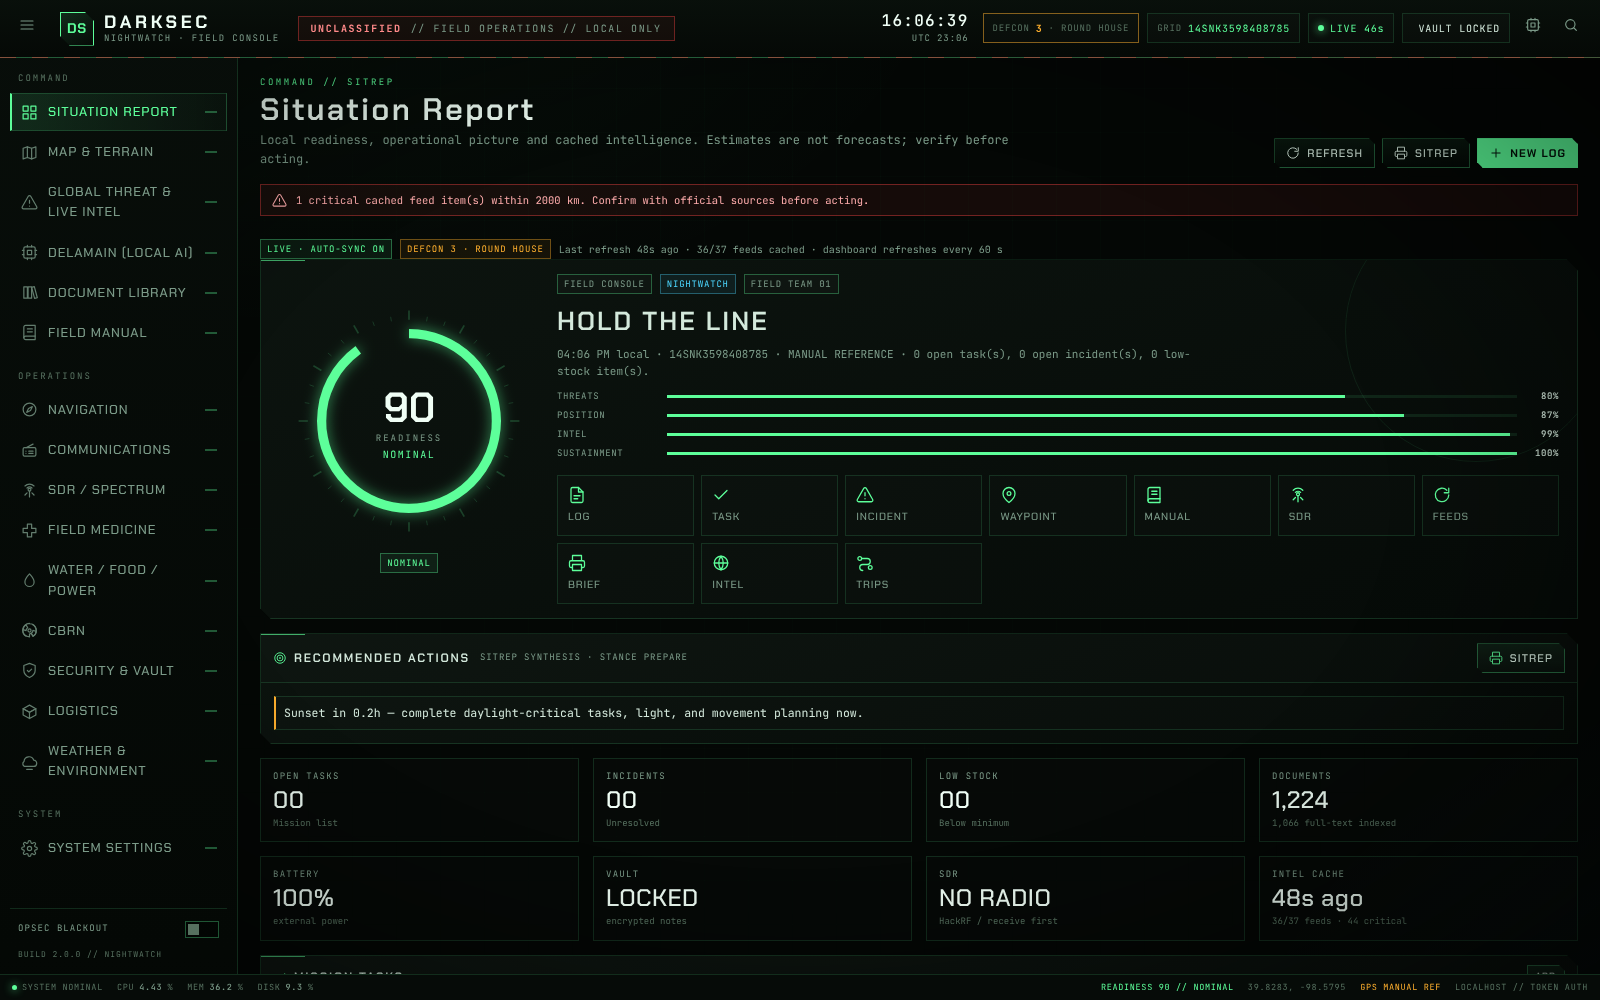 DS
DARKSEC
NIGHTWATCH · FIELD CONSOLE
UNCLASSIFIED // FIELD OPERATIONS // LOCAL ONLY
16:06:39
UTC 23:06
DEFCON 3 · ROUND HOUSE
GRID 14SNK3598408785
LIVE 46s
VAULT LOCKED
COMMAND
SITUATION REPORT
MAP & TERRAIN
GLOBAL THREAT &
LIVE INTEL
DELAMAIN (LOCAL AI)
DOCUMENT LIBRARY
FIELD MANUAL
OPERATIONS
NAVIGATION
COMMUNICATIONS
SDR / SPECTRUM
FIELD MEDICINE
WATER / FOOD /
POWER
CBRN
SECURITY & VAULT
LOGISTICS
WEATHER &
ENVIRONMENT
SYSTEM
SYSTEM SETTINGS
OPSEC BLACKOUT
BUILD 2.0.0 // NIGHTWATCH
COMMAND // SITREP
Situation Report
Local readiness, operational picture and cached intelligence. Estimates are not forecasts; verify before
acting.
REFRESH
SITREP
NEW LOG
1 critical cached feed item(s) within 2000 km. Confirm with official sources before acting.
LIVE · AUTO-SYNC ON
DEFCON 3 · ROUND HOUSE
Last refresh 48s ago · 36/37 feeds cached · dashboard refreshes every 60 s
90
READINESS
NOMINAL
NOMINAL
FIELD CONSOLE
NIGHTWATCH
FIELD TEAM 01
HOLD THE LINE
04:06 PM local · 14SNK3598408785 · MANUAL REFERENCE · 0 open task(s), 0 open incident(s), 0 low-
stock item(s).
THREATS 80%
POSITION 87%
INTEL 99%
SUSTAINMENT 100%
LOG
TASK
INCIDENT
WAYPOINT
MANUAL
SDR
FEEDS
BRIEF
INTEL
TRIPS
RECOMMENDED ACTIONS
SITREP SYNTHESIS · STANCE PREPARE
SITREP
Sunset in 0.2h — complete daylight-critical tasks, light, and movement planning now.
OPEN TASKS
00
Mission list
INCIDENTS
00
Unresolved
LOW STOCK
00
Below minimum
DOCUMENTS
1,224
1,066 full-text indexed
BATTERY
100%
external power
VAULT
LOCKED
encrypted notes
SDR
NO RADIO
HackRF / receive first
INTEL CACHE
48s ago
36/37 feeds · 44 critical
MISSION TASKS
SYSTEM NOMINAL
CPU 4.43 %
MEM 36.2 %
DISK 9.3 %
READINESS 90 // NOMINAL
39.8283, -98.5795
GPS MANUAL REF
LOCALHOST // TOKEN AUTH